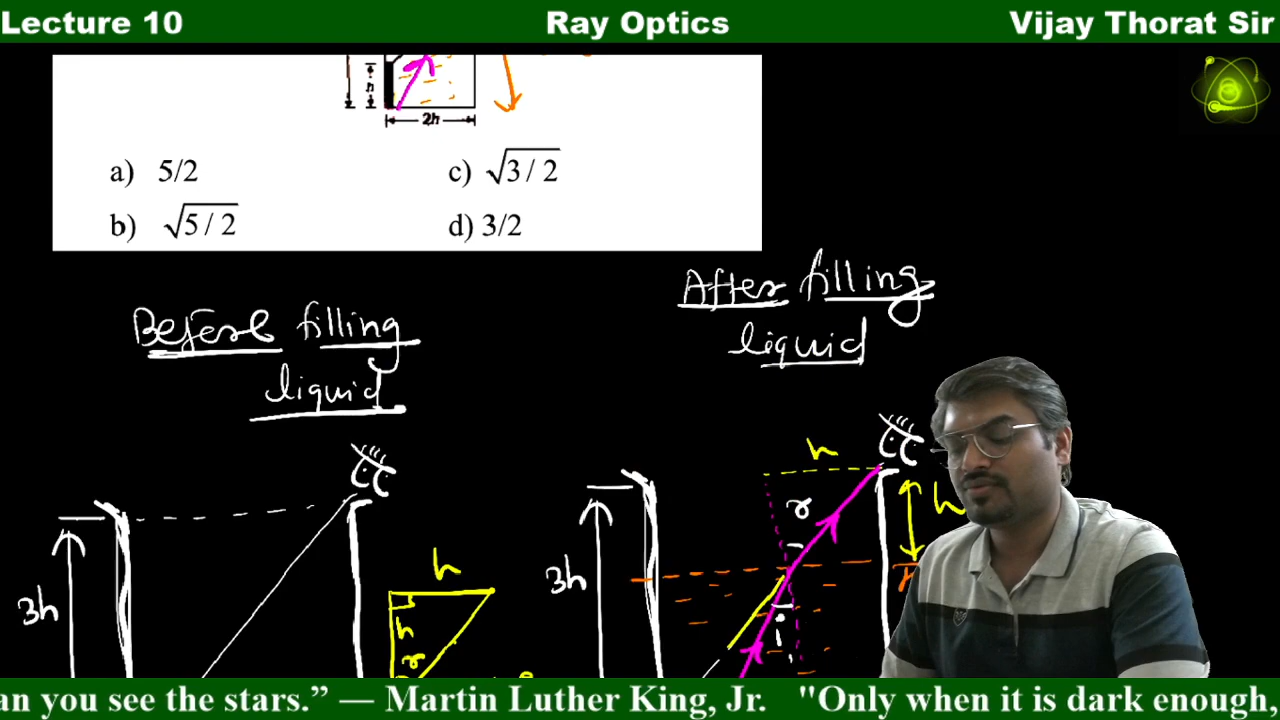 Lecture 10 Ray Optics Vijay Thorat Sir
h
2h
a) 5/2
c) √3 / 2
b) √5 / 2
d) 3/2
Before filling
liquid
After filling
liquid
3h
h
h
r
3h
h
r
h
i
an you see the stars.” — Martin Luther King, Jr. "Only when it is dark enough,